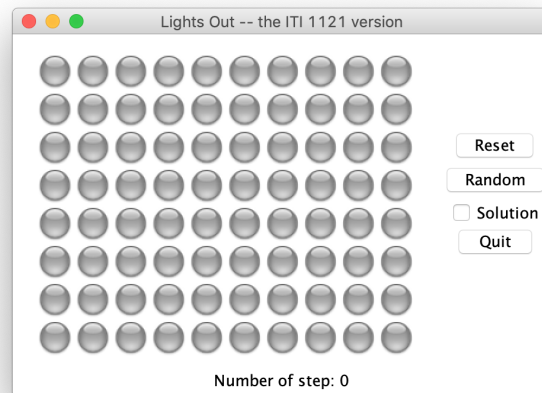 Lights Out -- the ITI 1121 version
Reset
Random
Solution
Quit
Number of step: 0